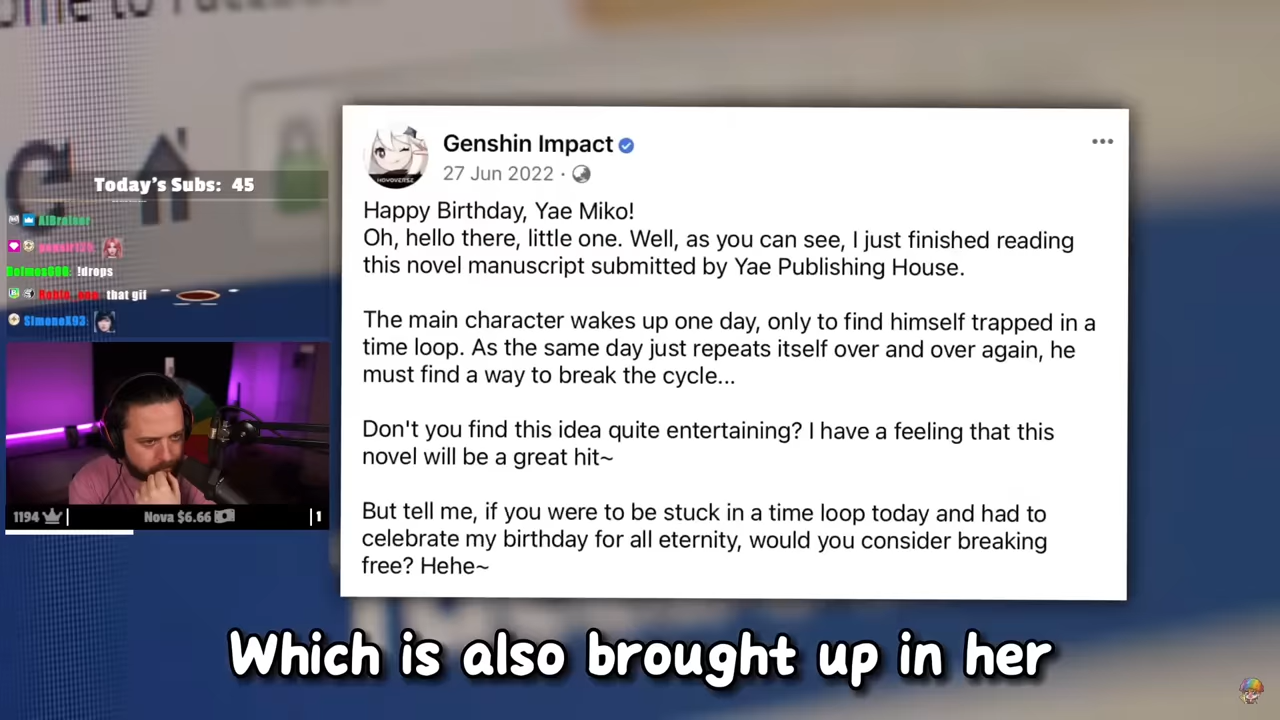 Genshin Impact
27 Jun 2022 ·
Happy Birthday, Yae Miko!
Oh, hello there, little one. Well, as you can see, I just finished reading
this novel manuscript submitted by Yae Publishing House.
The main character wakes up one day, only to find himself trapped in a
time loop. As the same day just repeats itself over and over again, he
must find a way to break the cycle...
Don't you find this idea quite entertaining? I have a feeling that this
novel will be a great hit~
But tell me, if you were to be stuck in a time loop today and had to
celebrate my birthday for all eternity, would you consider breaking
free? Hehe~
Today's Subs: 45
!drops
that gif
SimoneX93:
1194
Nova $6.66
1
Which is also brought up in her